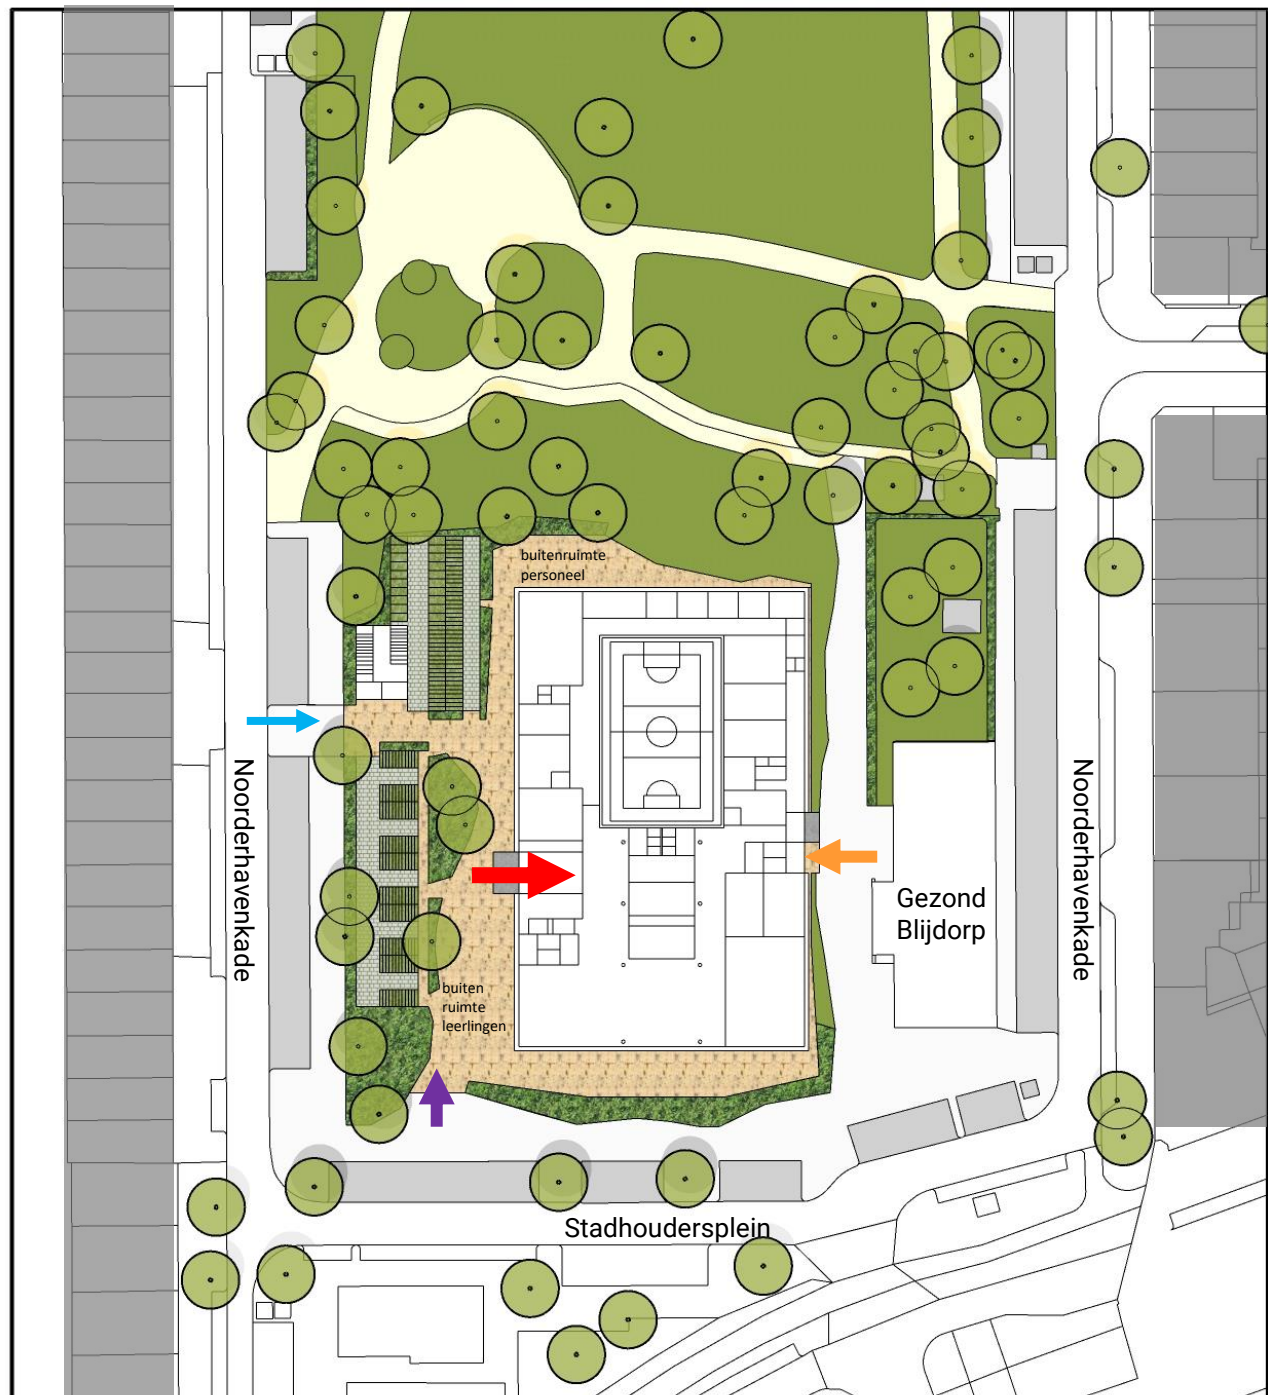 buitenruimte
personeel
Noorderhavenkade
Noorderhavenkade
Gezond
Blijdorp
buiten
ruimte
leerlingen
Stadhoudersplein